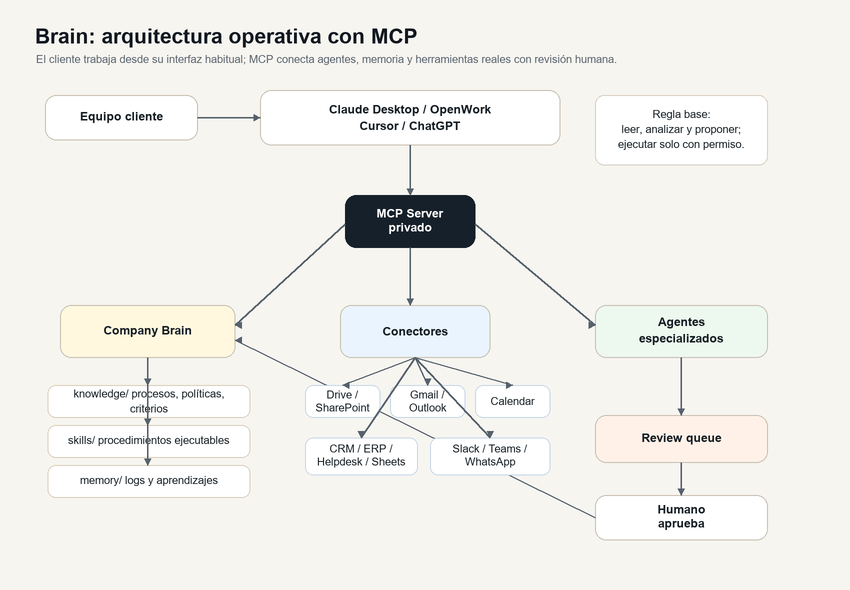 Brain: arquitectura operativa con MCP
El cliente trabaja desde su interfaz habitual; MCP conecta agentes, memoria y herramientas reales con revisión humana.
Equipo cliente
Claude Desktop / OpenWork
Cursor / ChatGPT
Regla base:
leer, analizar y proponer;
ejecutar solo con permiso.
MCP Server
privado
Company Brain
Conectores
Agentes
especializados
knowledge/ procesos, políticas,
criterios
skills/ procedimientos ejecutables
memory/ logs y aprendizajes
Drive /
SharePoint
Gmail /
Outlook
Calendar
CRM / ERP /
Helpdesk / Sheets
Slack / Teams /
WhatsApp
Review queue
Humano
aprueba